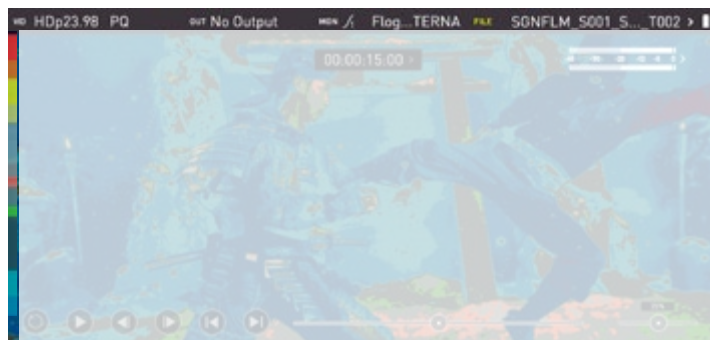 HD HDp23.98 PQ OUT No Output MON Flog...TERNA FILE SGNFLM_S001_S..._T002 >
00:00:15:00